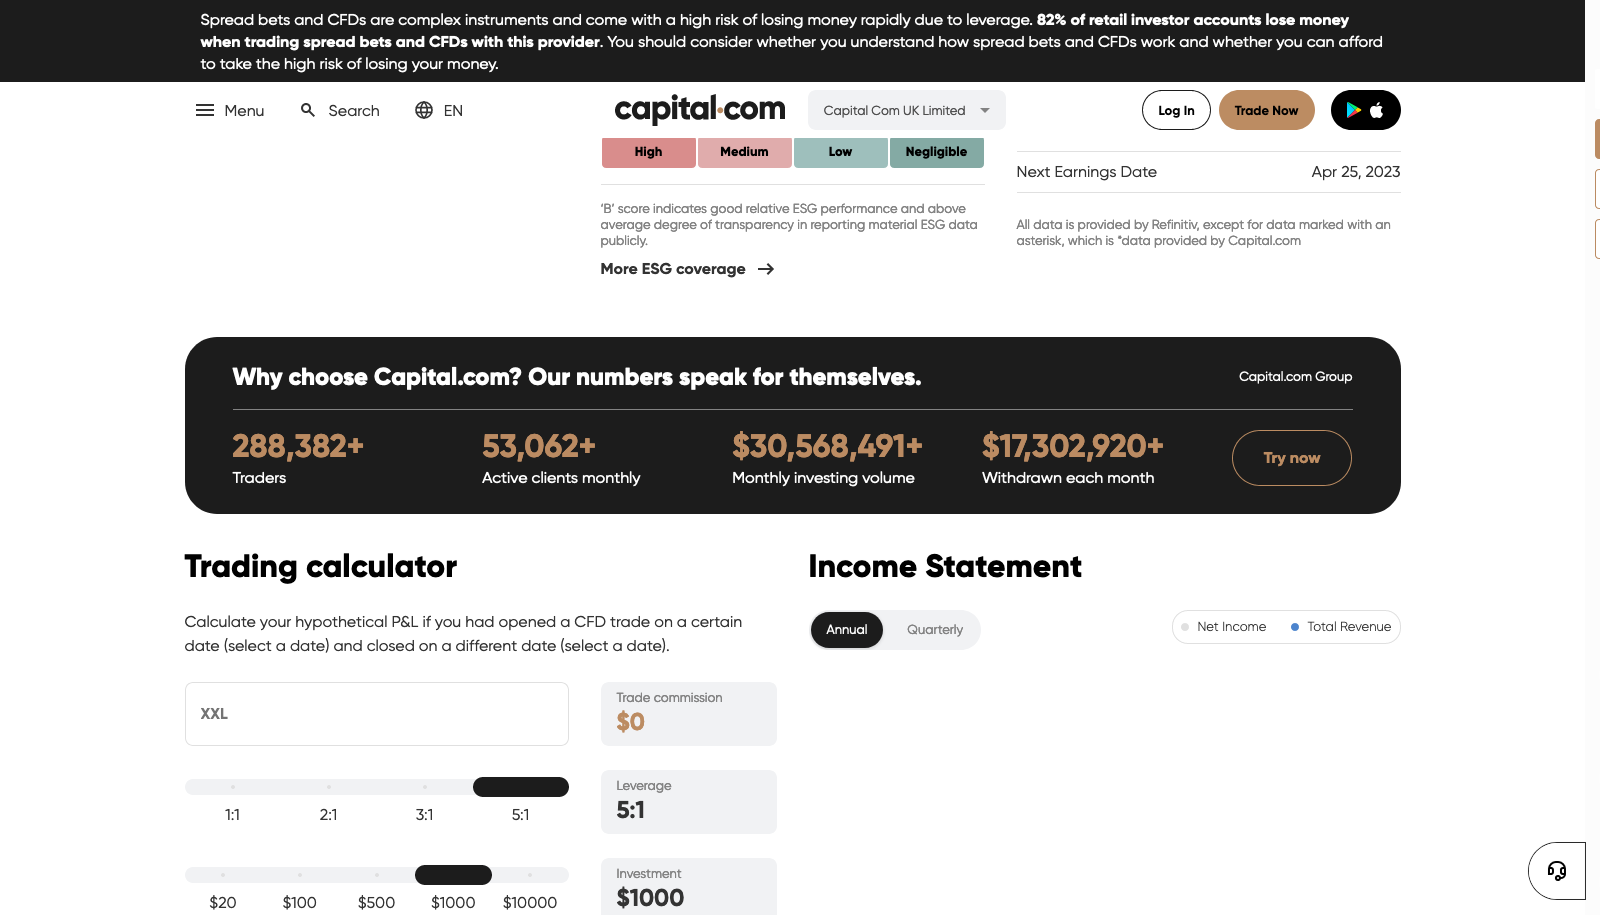 Spread bets and CFDs are complex instruments and come with a high risk of losing money rapidly due to leverage. 82% of retail investor accounts lose money
when trading spread bets and CFDs with this provider. You should consider whether you understand how spread bets and CFDs work and whether you can afford
to take the high risk of losing your money.
Menu
Search
EN
capital.com
Capital Com UK Limited
Log In
Trade Now
High
Medium
Low
Negligible
Next Earnings Date
Apr 25, 2023
'B' score indicates good relative ESG performance and above
average degree of transparency in reporting material ESG data
publicly.
More ESG coverage
All data is provided by Refinitiv, except for data marked with an
asterisk, which is *data provided by Capital.com
Why choose Capital.com? Our numbers speak for themselves.
Capital.com Group
288,382+
Traders
53,062+
Active clients monthly
$30,568,491+
Monthly investing volume
$17,302,920+
Withdrawn each month
Try now
Trading calculator
Calculate your hypothetical P&L if you had opened a CFD trade on a certain
date (select a date) and closed on a different date (select a date).
XXL
Trade commission
$0
1:1
2:1
3:1
5:1
Leverage
5:1
$20
$100
$500
$1000
$10000
Investment
$1000
Income Statement
Annual
Quarterly
Net Income
Total Revenue